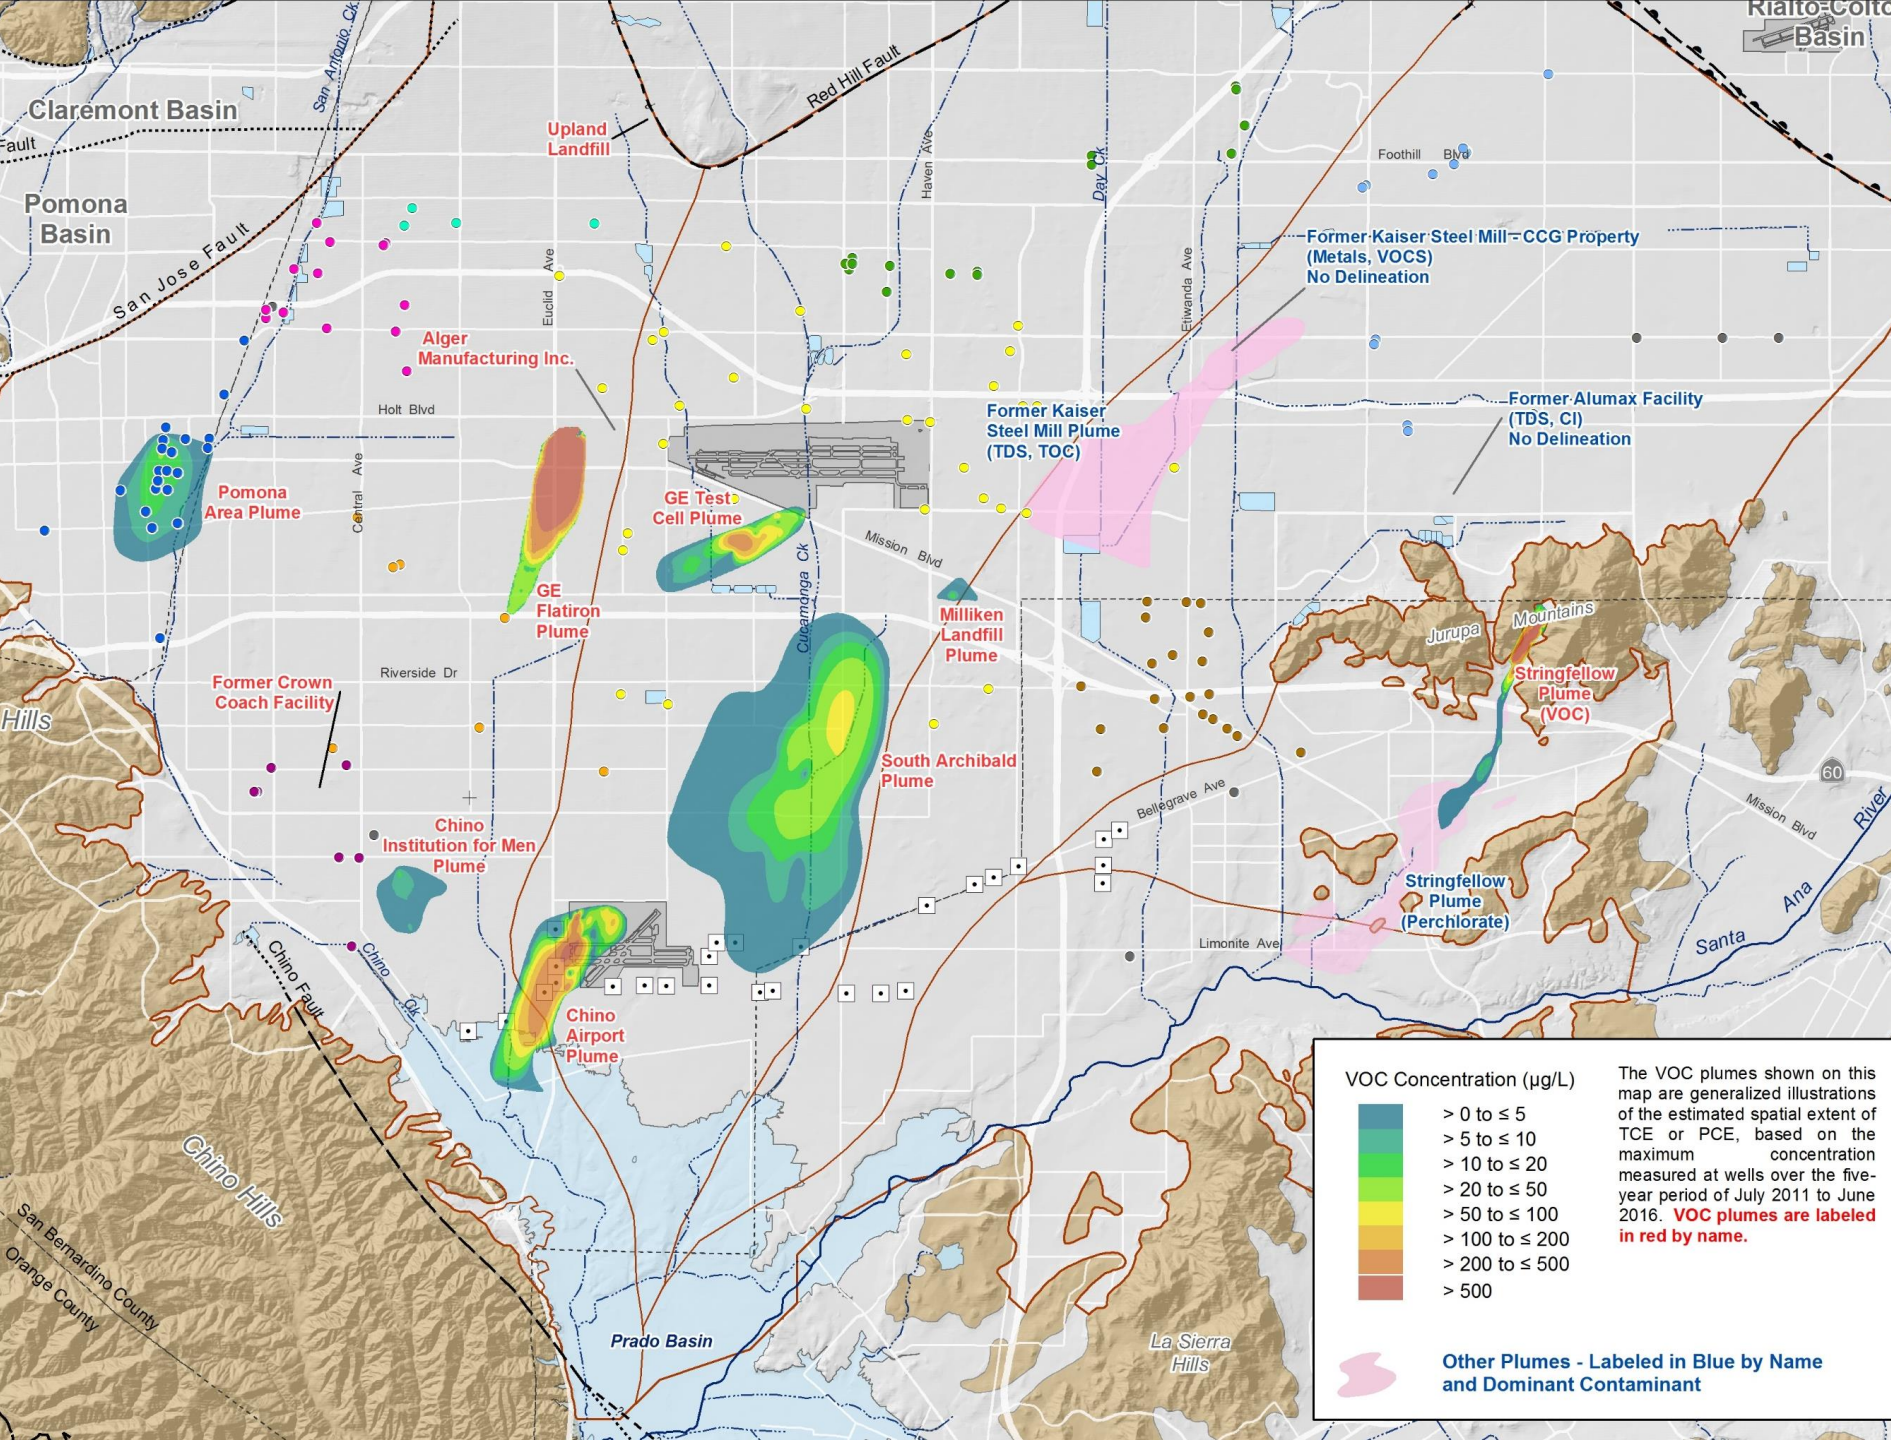 Rialto-Colto
Basin
San Antonio Ck.
Claremont Basin
Fault
Red Hill Fault
Upland
Landfill
Haven Ave
Day Ck
Foothill Blvd
Pomona
Basin
San Jose Fault
Euclid Ave
Etiwanda Ave
Former Kaiser Steel Mill - CCG Property
(Metals, VOCS)
No Delineation
Alger
Manufacturing Inc.
Holt Blvd
Former Kaiser
Steel Mill Plume
(TDS, TOC)
Former Alumax Facility
(TDS, Cl)
No Delineation
Central Ave
Pomona
Area Plume
GE Test
Cell Plume
Mission Blvd
Cucamonga Ck
GE
Flatiron
Plume
Milliken
Landfill
Plume
Jurupa Mountains
Riverside Dr
Former Crown
Coach Facility
Stringfellow
Plume
(VOC)
Hills
South Archibald
Plume
60
Bellegrave Ave
Mission Blvd
River
Chino
Institution for Men
Plume
Stringfellow
Plume
(Perchlorate)
Ana
Santa
Limonite Ave
Chino Fault
Chino
Ck
Chino
Airport
Plume
Chino Hills
San Bernardino County
Orange County
Prado Basin
La Sierra
Hills
VOC Concentration (µg/L)
> 0 to ≤ 5
> 5 to ≤ 10
> 10 to ≤ 20
> 20 to ≤ 50
> 50 to ≤ 100
> 100 to ≤ 200
> 200 to ≤ 500
> 500
The VOC plumes shown on this
map are generalized illustrations
of the estimated spatial extent of
TCE or PCE, based on the
maximum concentration
measured at wells over the five-
year period of July 2011 to June
2016. VOC plumes are labeled
in red by name.
Other Plumes - Labeled in Blue by Name
and Dominant Contaminant